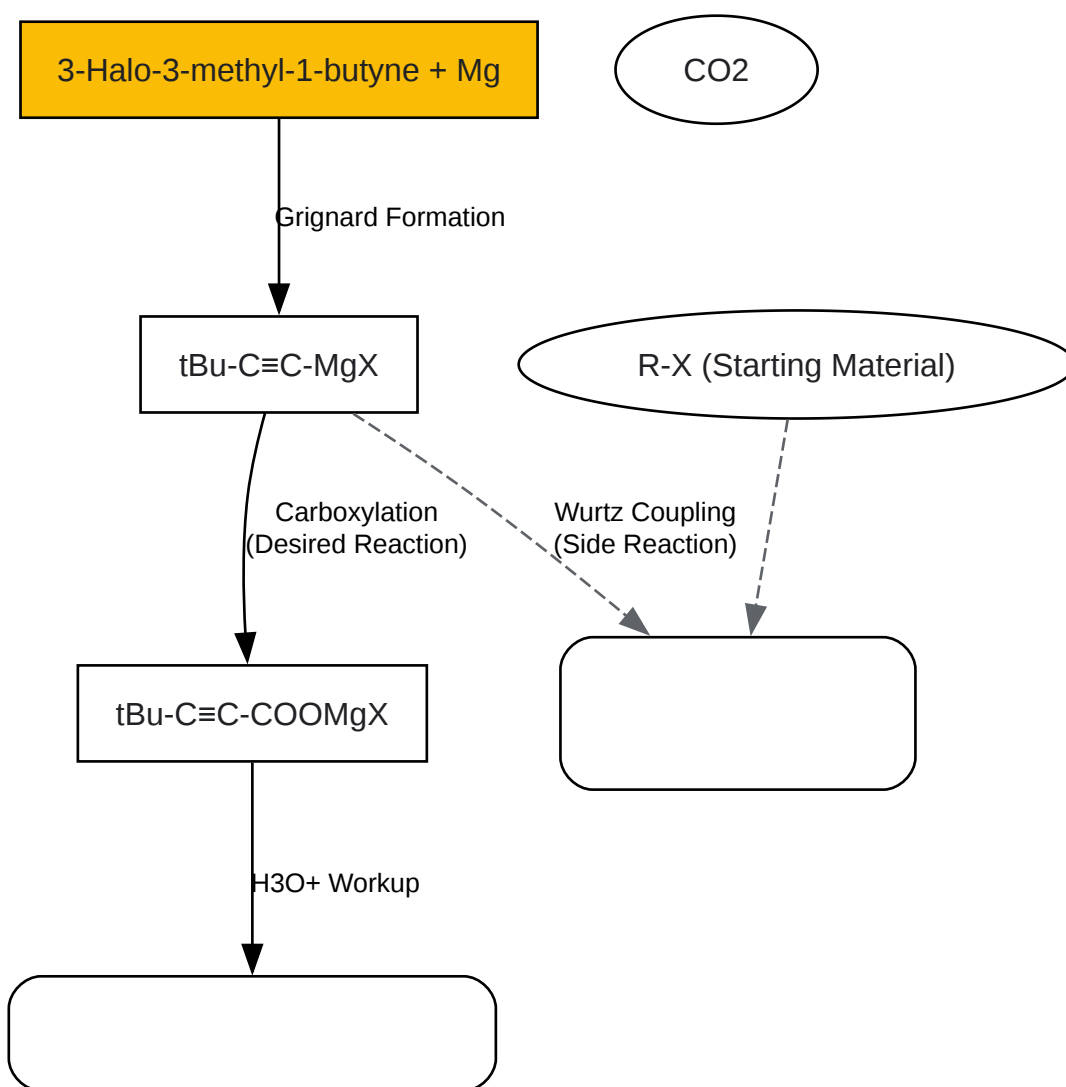 3-Halo-3-methyl-1-butyne + Mg
CO2
Grignard Formation
tBu-C≡C-MgX
R-X (Starting Material)
Carboxylation
(Desired Reaction)
Wurtz Coupling
(Side Reaction)
tBu-C≡C-COOMgX
H3O+ Workup